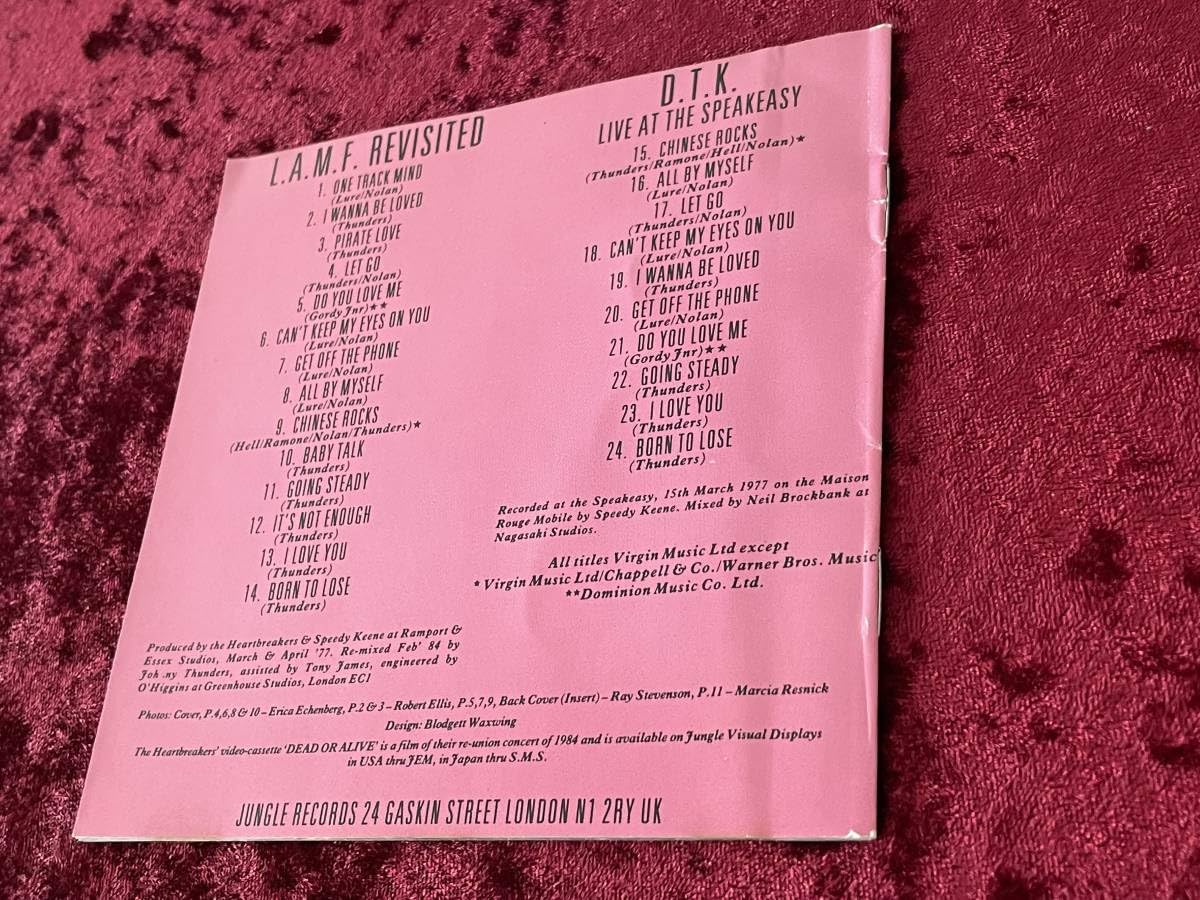 L.A.M.F. REVISITED
1. ONE TRACK MIND
(Lure/Nolan)
2. I WANNA BE LOVED
(Thunders)
3. PIRATE LOVE
(Thunders)
4. LET GO
(Thunders/Nolan)
5. DO YOU LOVE ME
(Gordy Jnr)★★
6. CAN'T KEEP MY EYES ON YOU
(Lure/Nolan)
7. GET OFF THE PHONE
(Lure/Nolan)
8. ALL BY MYSELF
(Lure/Nolan)
9. CHINESE ROCKS
(Hell/Ramone/Nolan/Thunders)★
10. BABY TALK
(Thunders)
11. GOING STEADY
(Thunders)
12. IT'S NOT ENOUGH
(Thunders)
13. I LOVE YOU
(Thunders)
14. BORN TO LOSE
(Thunders)
D.T.K.
LIVE AT THE SPEAKEASY
15. CHINESE ROCKS
(Thunders/Ramone/Hell/Nolan)★
16. ALL BY MYSELF
(Lure/Nolan)
17. LET GO
(Thunders/Nolan)
18. CAN'T KEEP MY EYES ON YOU
(Lure/Nolan)
19. I WANNA BE LOVED
(Thunders)
20. GET OFF THE PHONE
(Lure/Nolan)
21. DO YOU LOVE ME
(Gordy Jnr)★★
22. GOING STEADY
(Thunders)
23. I LOVE YOU
(Thunders)
24. BORN TO LOSE
(Thunders)
Recorded at the Speakeasy, 15th March 1977 on the Maison
Rouge Mobile by Speedy Keene. Mixed by Neil Brockbank at
Nagasaki Studios.
All titles Virgin Music Ltd except
★Virgin Music Ltd/Chappell & Co./Warner Bros. Music
★★Dominion Music Co. Ltd.
Produced by the Heartbreakers & Speedy Keene at Ramport &
Essex Studios, March & April '77. Re-mixed Feb' 84 by
Joh ny Thunders, assisted by Tony James, engineered by
O'Higgins at Greenhouse Studios, London EC1
Photos: Cover, P.4,6,8 & 10 – Erica Echenberg, P.2 & 3 – Robert Ellis, P.5,7,9, Back Cover (Insert) – Ray Stevenson, P.11 – Marcia Resnick
Design: Blodgett Waxwing
The Heartbreakers' video-cassette 'DEAD OR ALIVE' is a film of their re-union concert of 1984 and is available on Jungle Visual Displays
in USA thru JEM, in Japan thru S.M.S.
JUNGLE RECORDS 24 GASKIN STREET LONDON N1 2RY UK